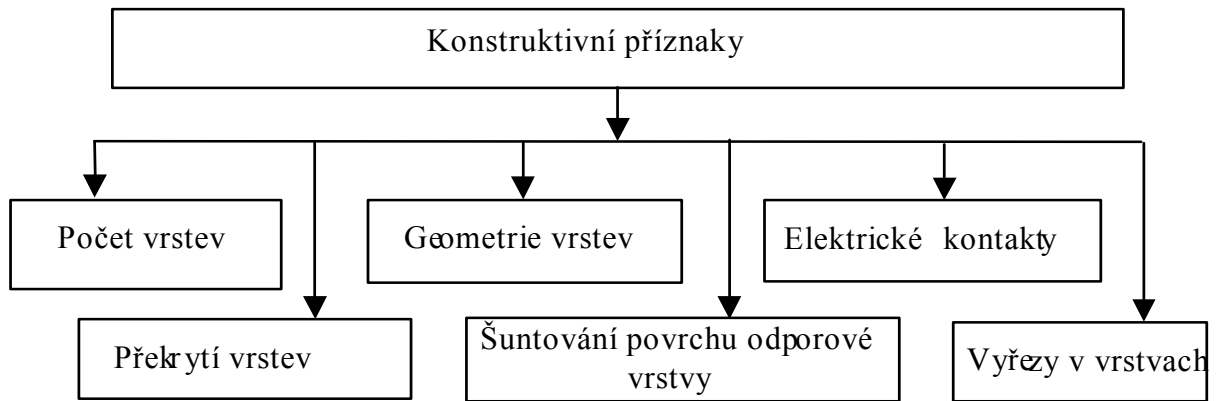 Konstruktivní příznaky
Počet vrstev
Geometrie vrstev
Elektrické kontakty
Překrytí vrstev
Šuntování povrchu odporové
vrstvy
Vyřezy v vrstvach